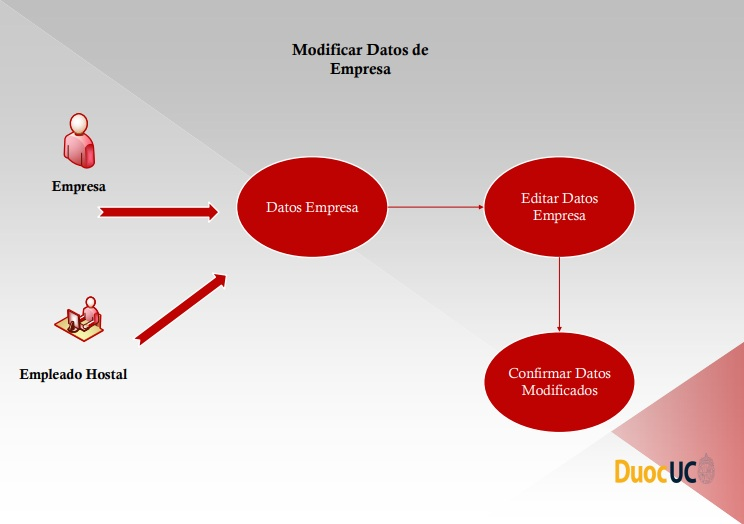 Modificar Datos de
Empresa
Empresa
Datos Empresa
Editar Datos
Empresa
Empleado Hostal
Confirmar Datos
Modificados
DuocUC